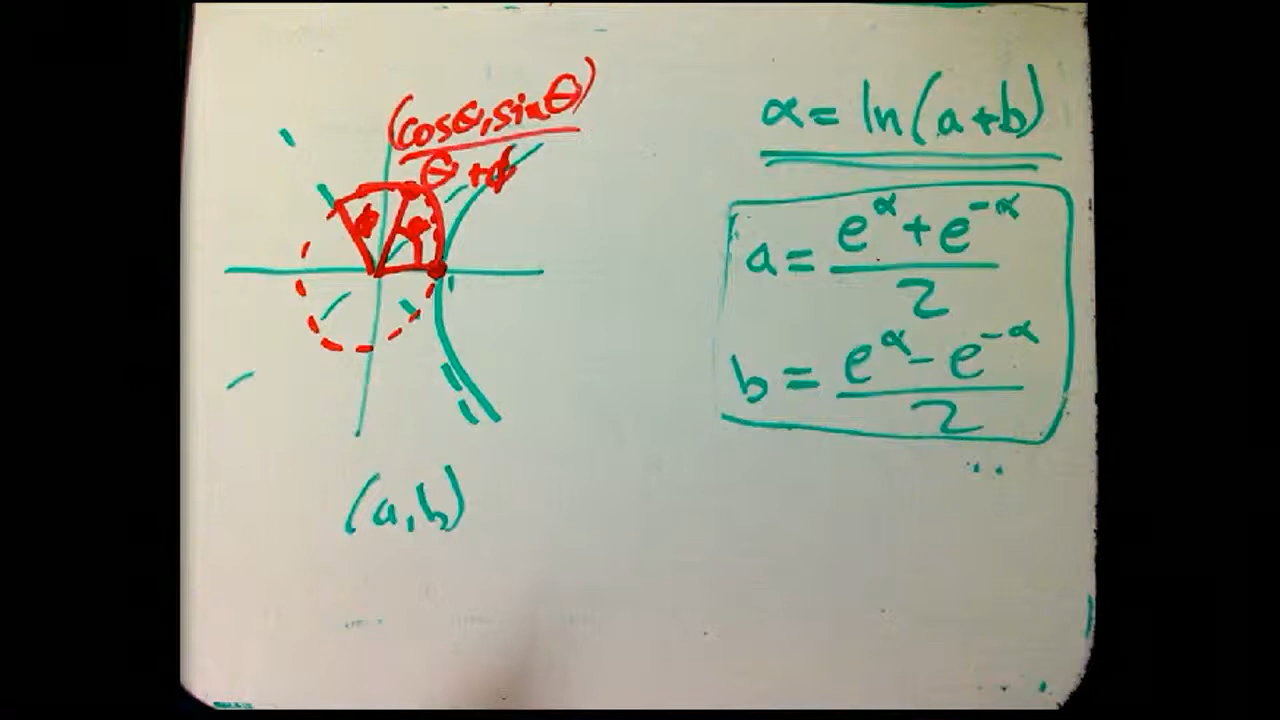 (cosθ, sinθ)
θ + ϕ
(a, b)
α = ln(a+b)
a = (e^α + e^-α) / 2
b = (e^α - e^-α) / 2